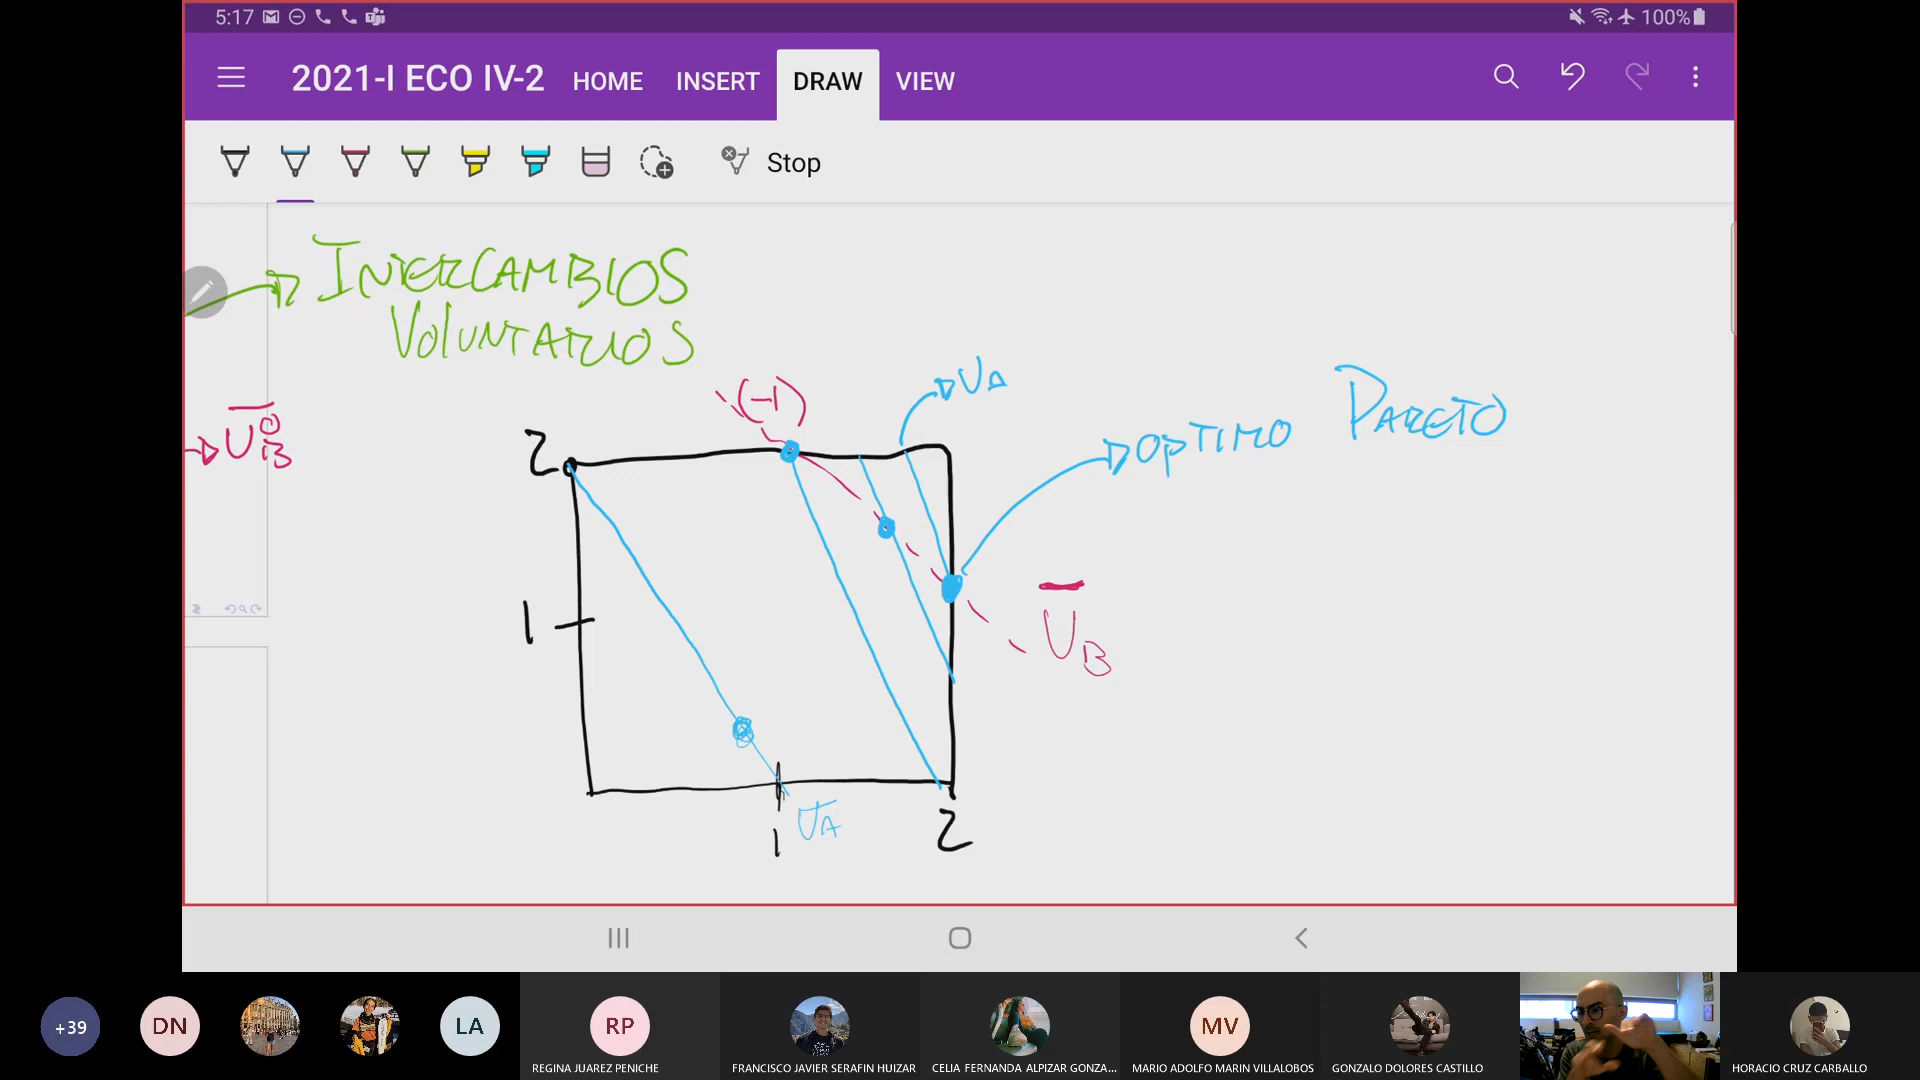 5:17
100%
2021-I ECO IV-2 HOME INSERT DRAW VIEW
Stop
INTERCAMBIOS
VOLUNTARIOS
U̅B⁰
(-1)
UA
OPTIMO PARETO
2
1
U̅B
1
UA
2
+39
DN
LA
RP
MV
REGINA JUAREZ PENICHE
FRANCISCO JAVIER SERAFIN HUIZAR
CELIA FERNANDA ALPIZAR GONZA...
MARIO ADOLFO MARIN VILLALOBOS
GONZALO DOLORES CASTILLO
HORACIO CRUZ CARBALLO